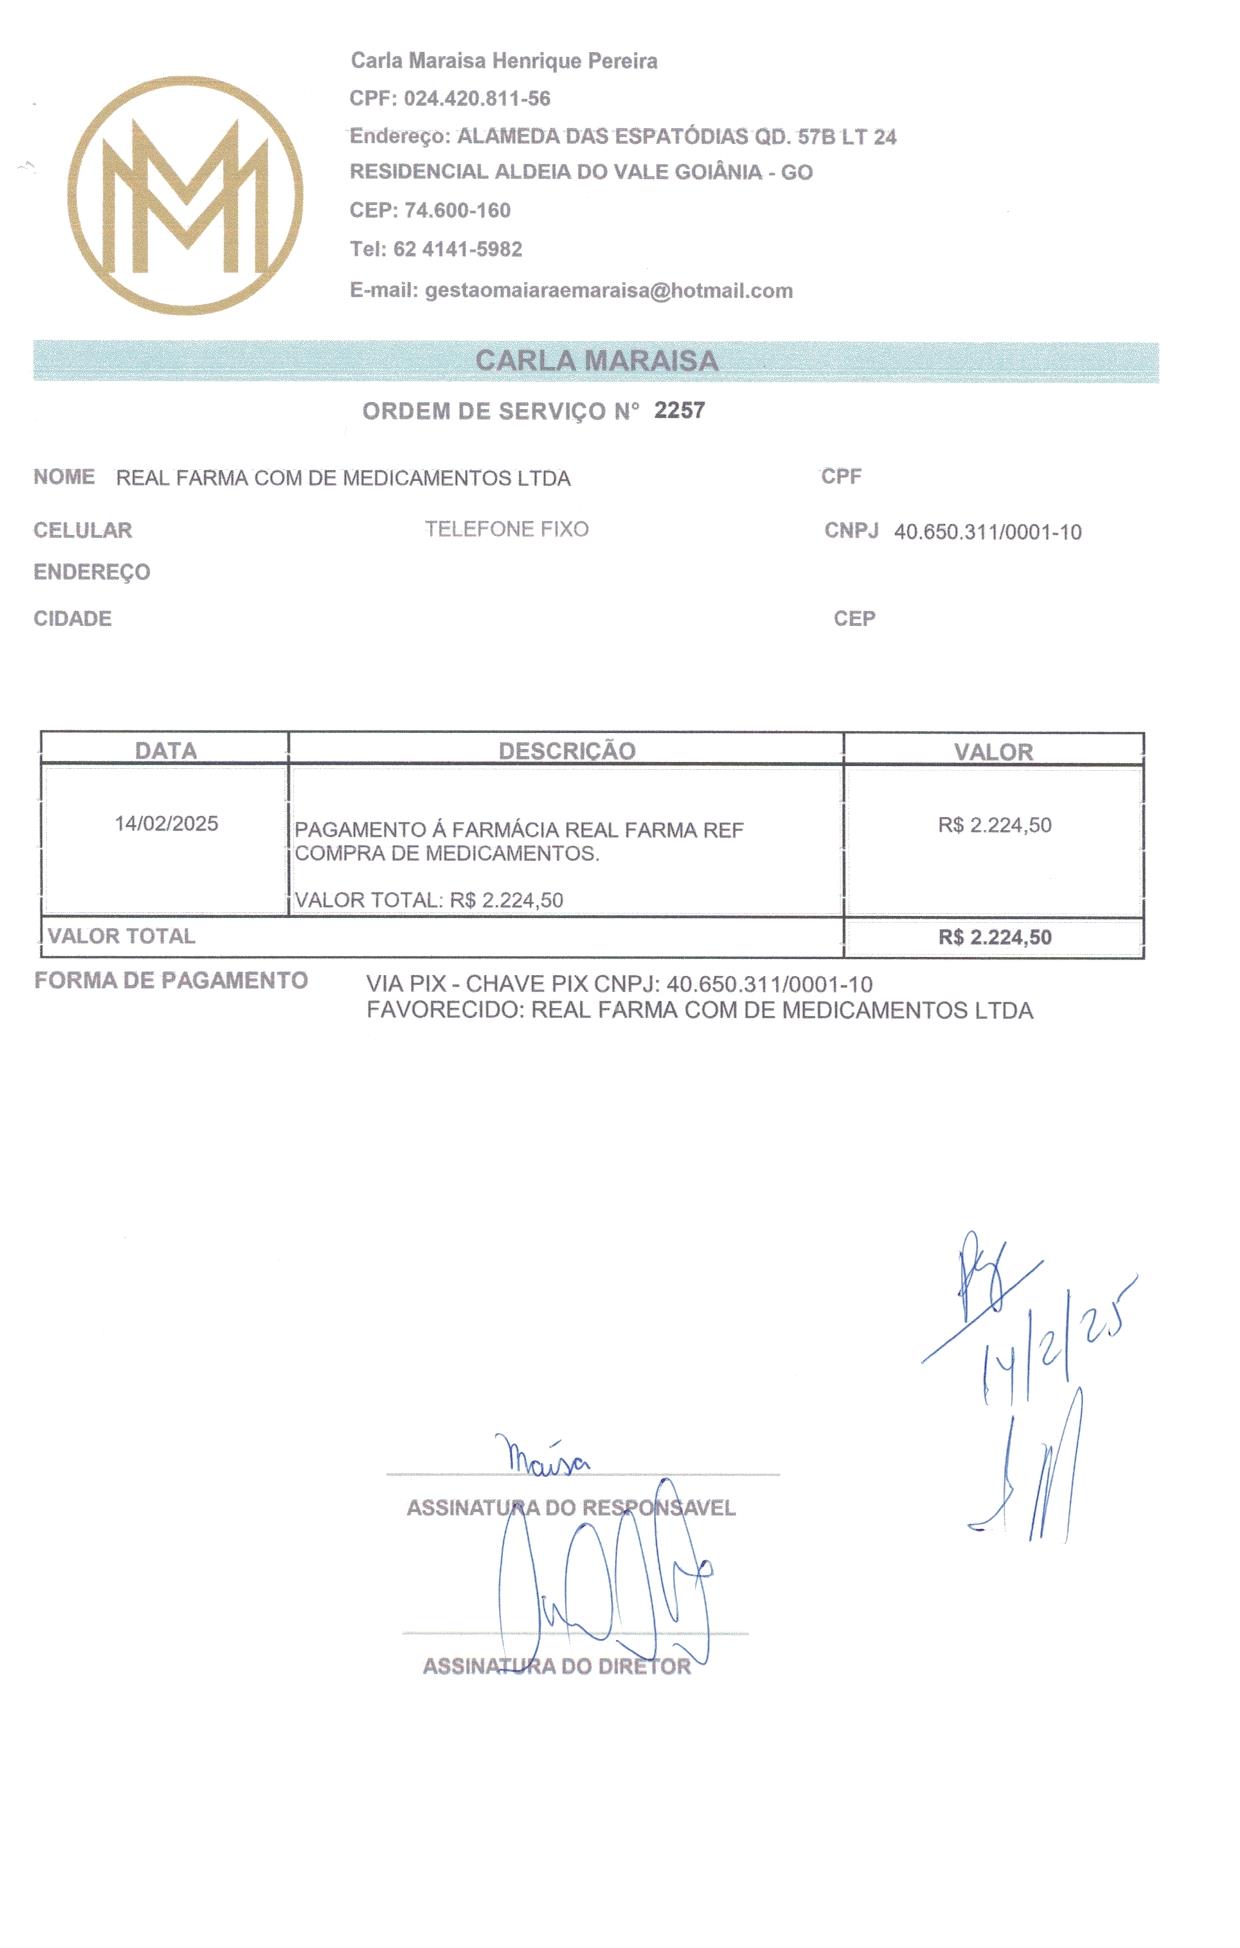 Carla Maraisa Henrique Pereira
CPF: 024.420.811-56
Endereço: ALAMEDA DAS ESPATÓDIAS QD. 57B LT 24
RESIDENCIAL ALDEIA DO VALE GOIÂNIA - GO
CEP: 74.600-160
Tel: 62 4141-5982
E-mail: gestaomaiaraemaraisa@hotmail.com
CARLA MARAISA
ORDEM DE SERVIÇO N° 2257
NOME REAL FARMA COM DE MEDICAMENTOS LTDA CPF
CELULAR TELEFONE FIXO CNPJ 40.650.311/0001-10
ENDEREÇO
CIDADE CEP
DATA DESCRIÇÃO VALOR
14/02/2025 PAGAMENTO Á FARMÁCIA REAL FARMA REF R$ 2.224,50
COMPRA DE MEDICAMENTOS.
VALOR TOTAL: R$ 2.224,50
VALOR TOTAL R$ 2.224,50
FORMA DE PAGAMENTO VIA PIX - CHAVE PIX CNPJ: 40.650.311/0001-10
FAVORECIDO: REAL FARMA COM DE MEDICAMENTOS LTDA
14/2/25
Maísa
ASSINATURA DO RESPONSAVEL
ASSINATURA DO DIRETOR